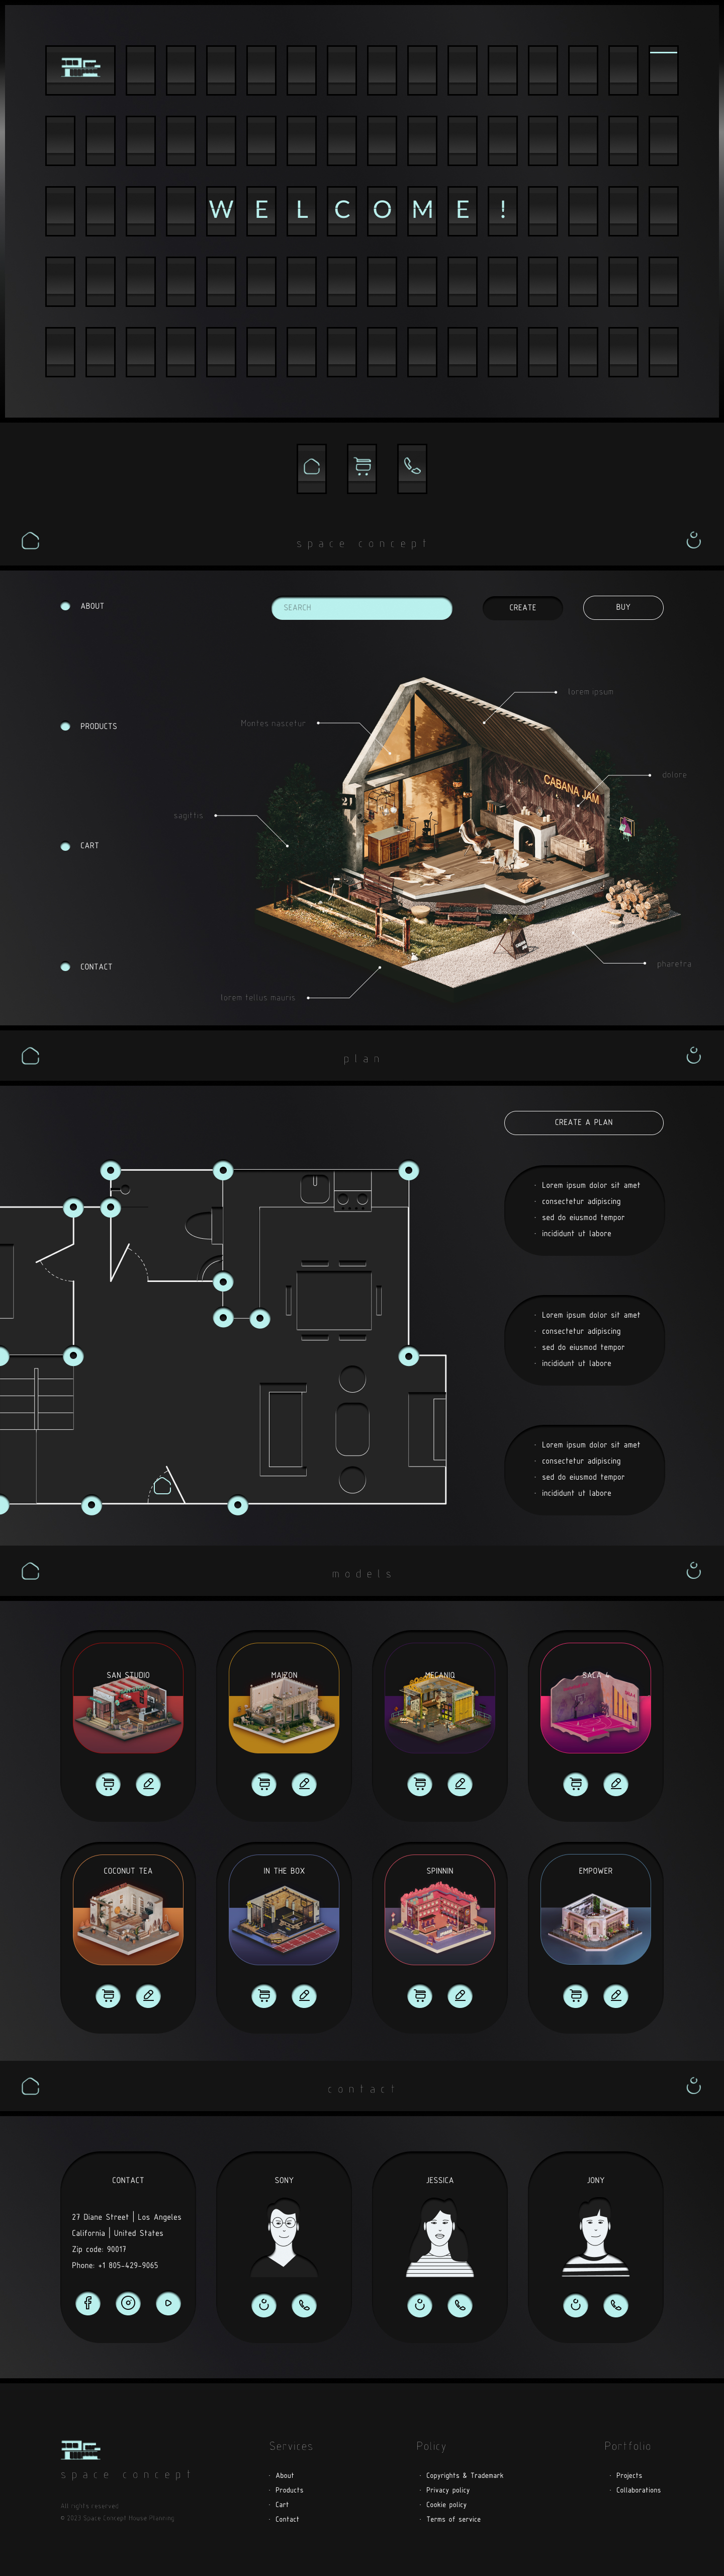 WELCOME!
space concept
ABOUT
SEARCH
CREATE
BUY
lorem ipsum
Montes nascetur
PRODUCTS
dolore
CABANA JAM
21
sagittis
CART
CONTACT
pharetra
lorem tellus mauris
plan
CREATE A PLAN
· Lorem ipsum dolor sit amet
· consectetur adipiscing
· sed do eiusmod tempor
· incididunt ut labore
· Lorem ipsum dolor sit amet
· consectetur adipiscing
· sed do eiusmod tempor
· incididunt ut labore
· Lorem ipsum dolor sit amet
· consectetur adipiscing
· sed do eiusmod tempor
· incididunt ut labore
models
SAN STUDIO
MAIZON
MECANIQ
BACA 4
COCONUT TEA
IN THE BOX
SPINNIN
EMPOWER
contact
CONTACT
27 Diane Street | Los Angeles
California | United States
Zip code: 90017
Phone: +1 805-429-9065
SONY
JESSICA
JONY
space concept
All rights reserved
© 2023 Space Concept House Planning
Services
· About
· Products
· Cart
· Contact
Policy
· Copyrights & Trademark
· Privacy policy
· Cookie policy
· Terms of service
Portfolio
· Projects
· Collaborations